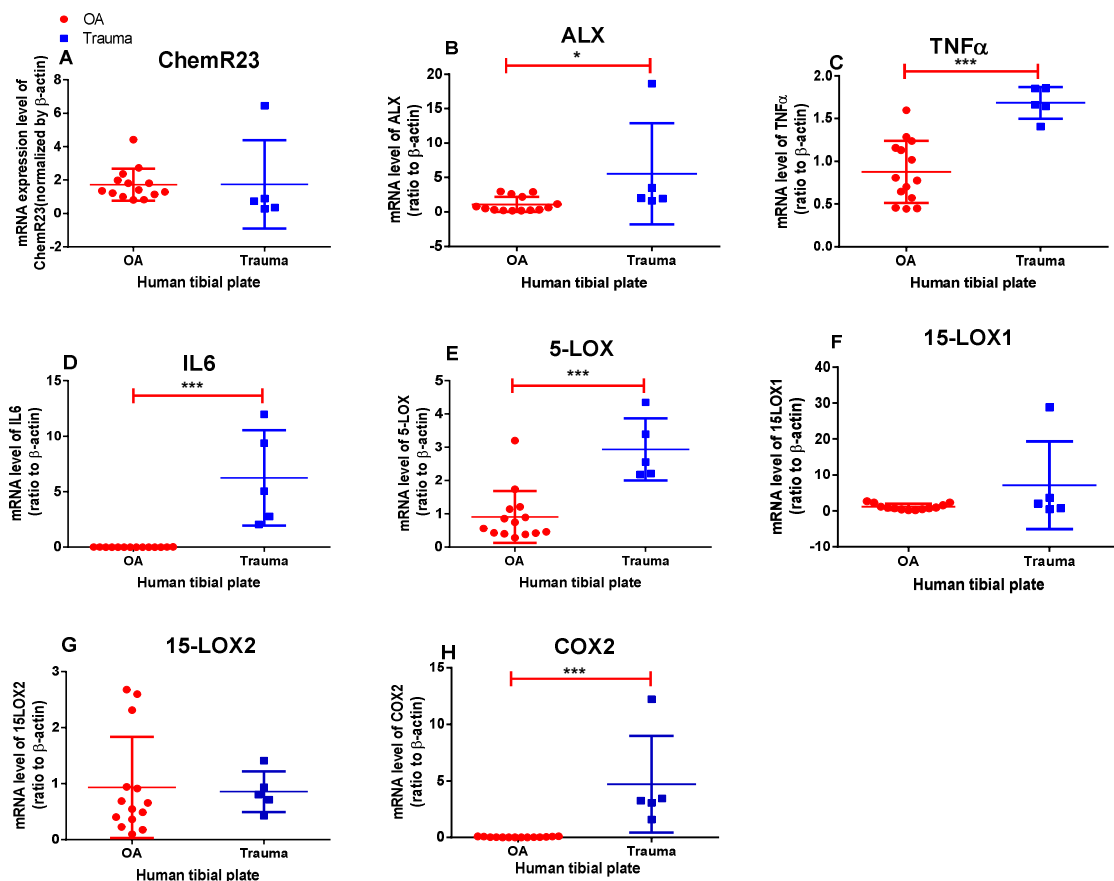 OA
Trauma
A
ChemR23
mRNA expression level of
ChemR23(normalized by β-actin)
8
6
4
2
0
-2
OA
Trauma
Human tibial plate
B
ALX
*
mRNA level of ALX
(ratio to β-actin)
20
15
10
5
0
-5
OA
Trauma
Human tibial plate
C
TNFα
***
mRNA level of TNFα
(ratio to β-actin)
2.0
1.5
1.0
0.5
0.0
OA
Trauma
Human tibial plate
D
IL6
***
mRNA level of IL6
(ratio to β-actin)
15
10
5
0
OA
Trauma
Human tibial plate
E
5-LOX
***
mRNA level of 5-LOX
(ratio to β-actin)
5
4
3
2
1
0
OA
Trauma
Human tibial plate
F
15-LOX1
mRNA level of 15LOX1
(ratio to β-actin)
40
30
20
10
0
-10
OA
Trauma
Human tibial plate
G
15-LOX2
mRNA level of 15LOX2
(ratio to β-actin)
3
2
1
0
OA
Trauma
Human tibial plate
H
COX2
***
mRNA level of COX2
(ratio to β-actin)
15
10
5
0
OA
Trauma
Human tibial plate